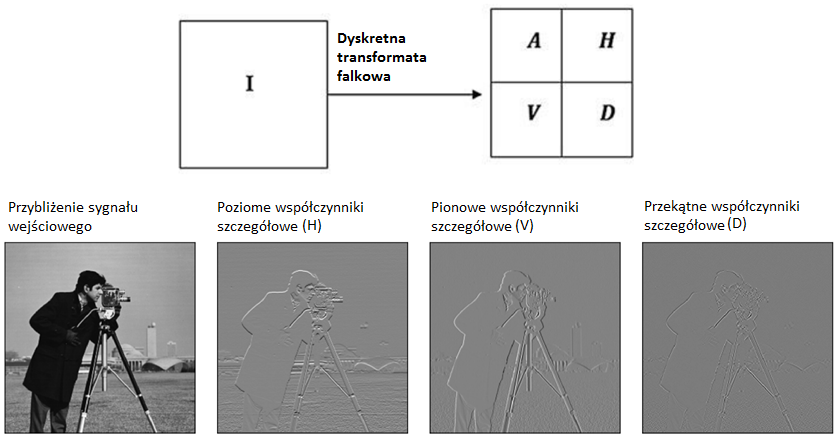 I
Dyskretna
transformata
falkowa
A H
V D
Przybliżenie sygnału
wejściowego
Poziome współczynniki
szczegółowe (H)
Pionowe współczynniki
szczegółowe (V)
Przekątne współczynniki
szczegółowe (D)